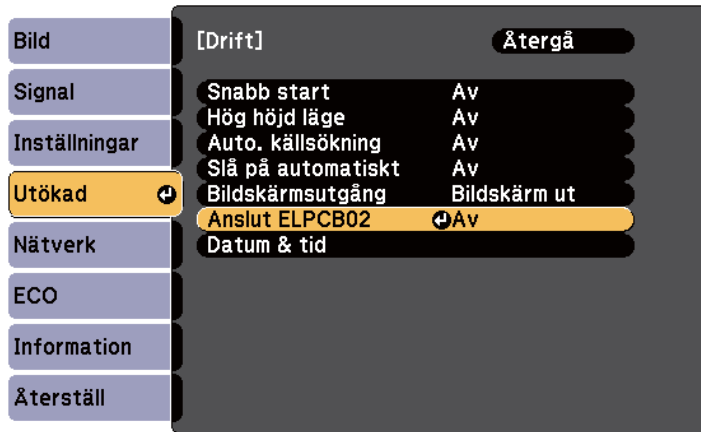 Bild
Signal
Inställningar
Utökad
Nätverk
ECO
Information
Återställ
[Drift] Återgå
Snabb start Av
Hög höjd läge Av
Auto. källsökning Av
Slå på automatiskt Av
Bildskärmsutgång Bildskärm ut
Anslut ELPCB02 Av
Datum & tid